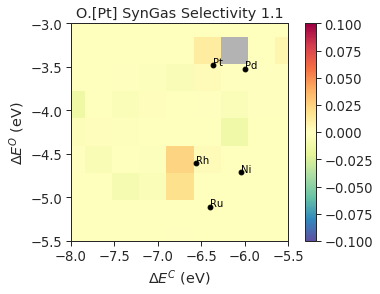 O.[Pt] SynGas Selectivity 1.1
−3.0
−3.5
−4.0
−4.5
−5.0
−5.5
ΔE^O (eV)
Pt
Pd
Rh
Ni
Ru
−8.0 −7.5 −7.0 −6.5 −6.0 −5.5
ΔE^C (eV)
0.100
0.075
0.050
0.025
0.000
−0.025
−0.050
−0.075
−0.100